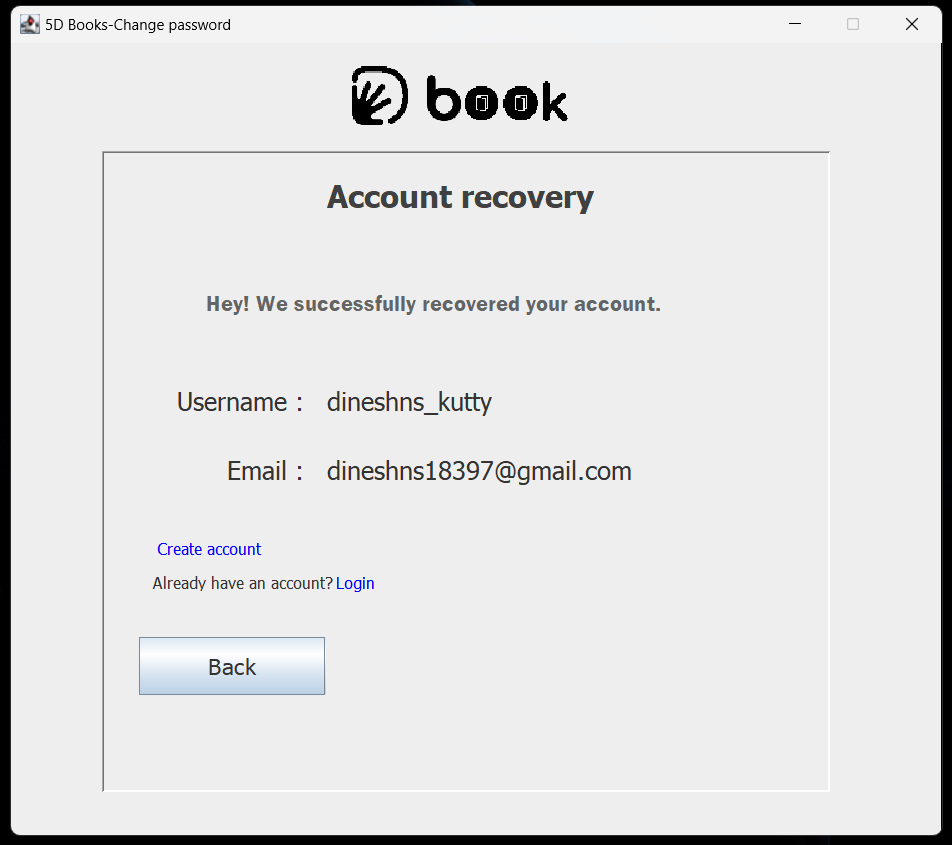 5D Books-Change password
book
Account recovery
Hey! We successfully recovered your account.
Username : dineshns_kutty
Email : dineshns18397@gmail.com
Create account
Already have an account? Login
Back